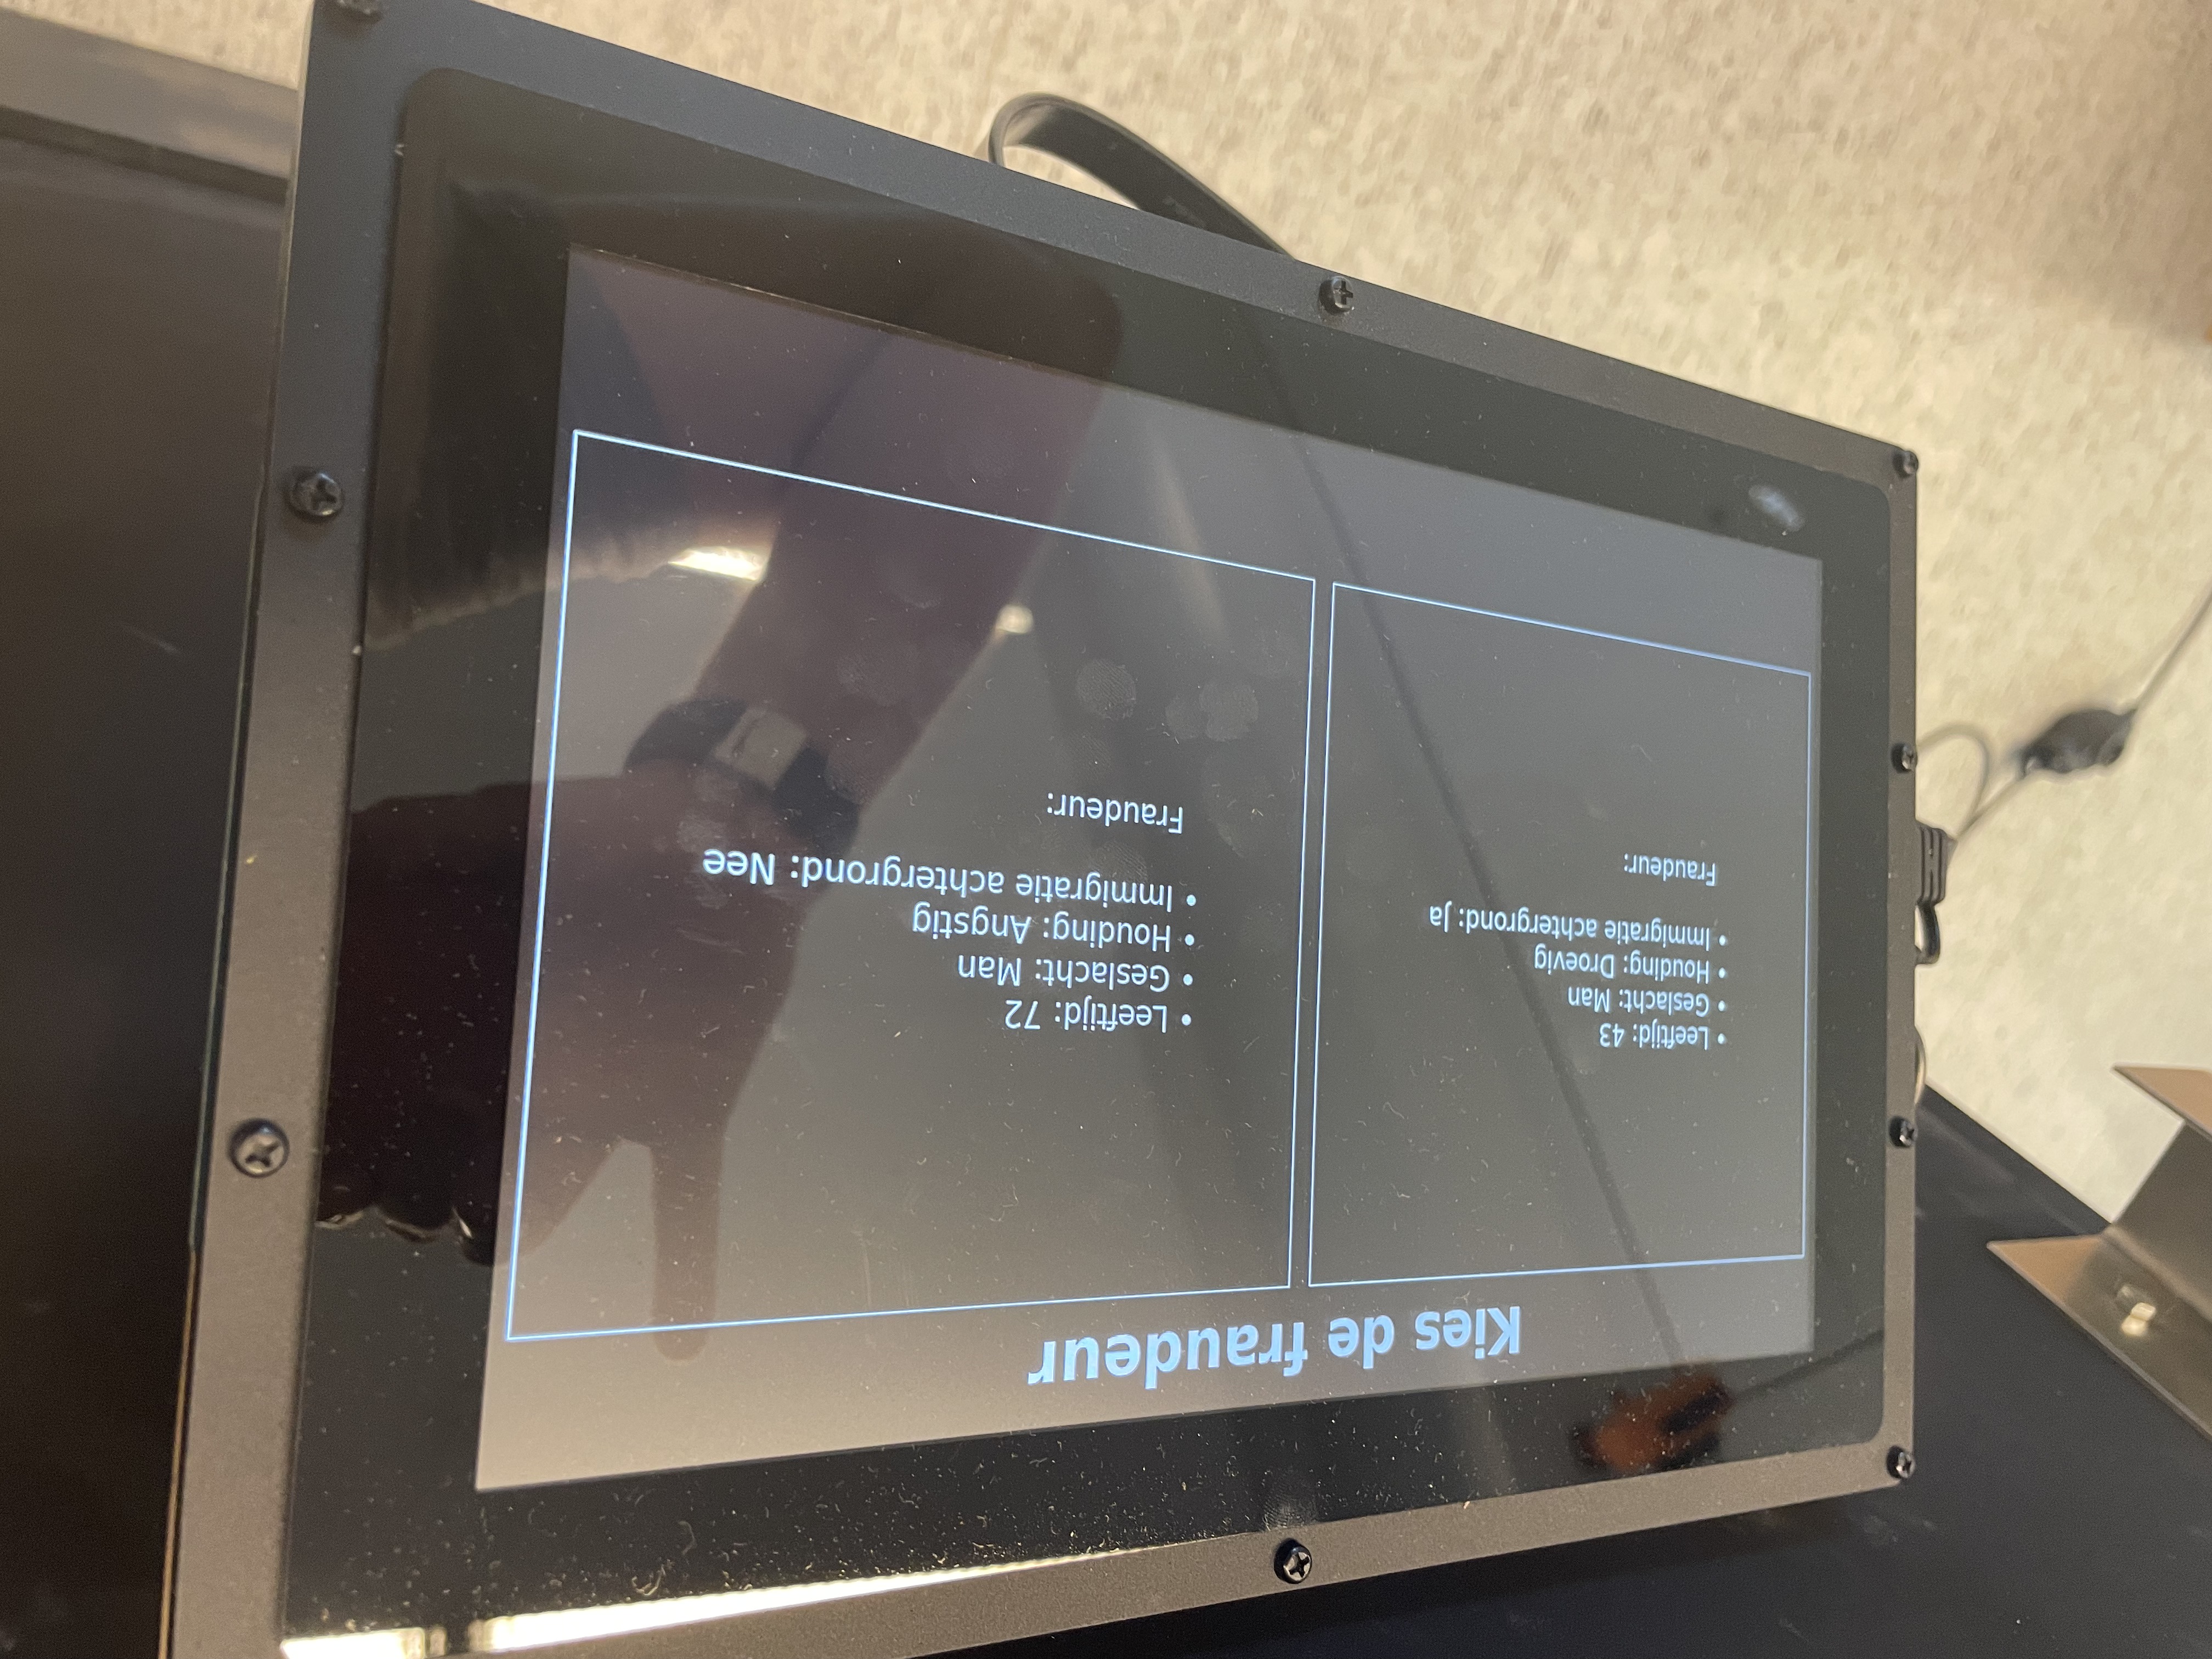 Kies de fraudeur
• Leeftijd: 43
• Geslacht: Man
• Houding: Droevig
• Immigratie achtergrond: Ja
Fraudeur:
• Leeftijd: 72
• Geslacht: Man
• Houding: Angstig
• Immigratie achtergrond: Nee
Fraudeur: